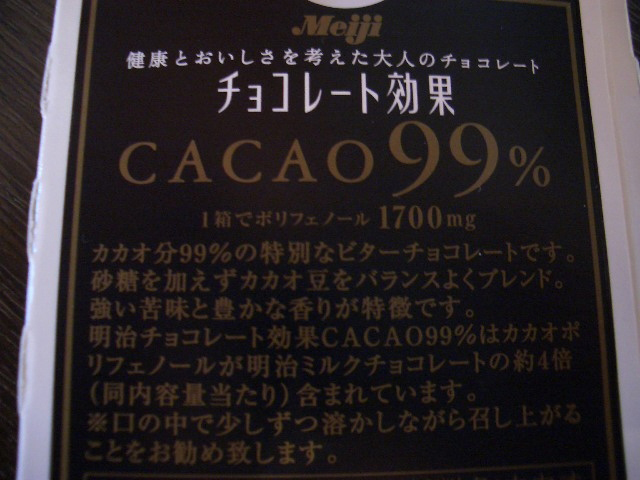 Meiji
健康とおいしさを考えた大人のチョコレート
チョコレート効果
CACAO 99%
1箱でポリフェノール 1700mg
カカオ分99%の特別なビターチョコレートです。
砂糖を加えずカカオ豆をバランスよくブレンド。
強い苦味と豊かな香りが特徴です。
明治チョコレート効果CACAO99%はカカオポ
リフェノールが明治ミルクチョコレートの約4倍
(同内容量当たり)含まれています。
※口の中で少しずつ溶かしながら召し上がる
ことをお勧め致します。